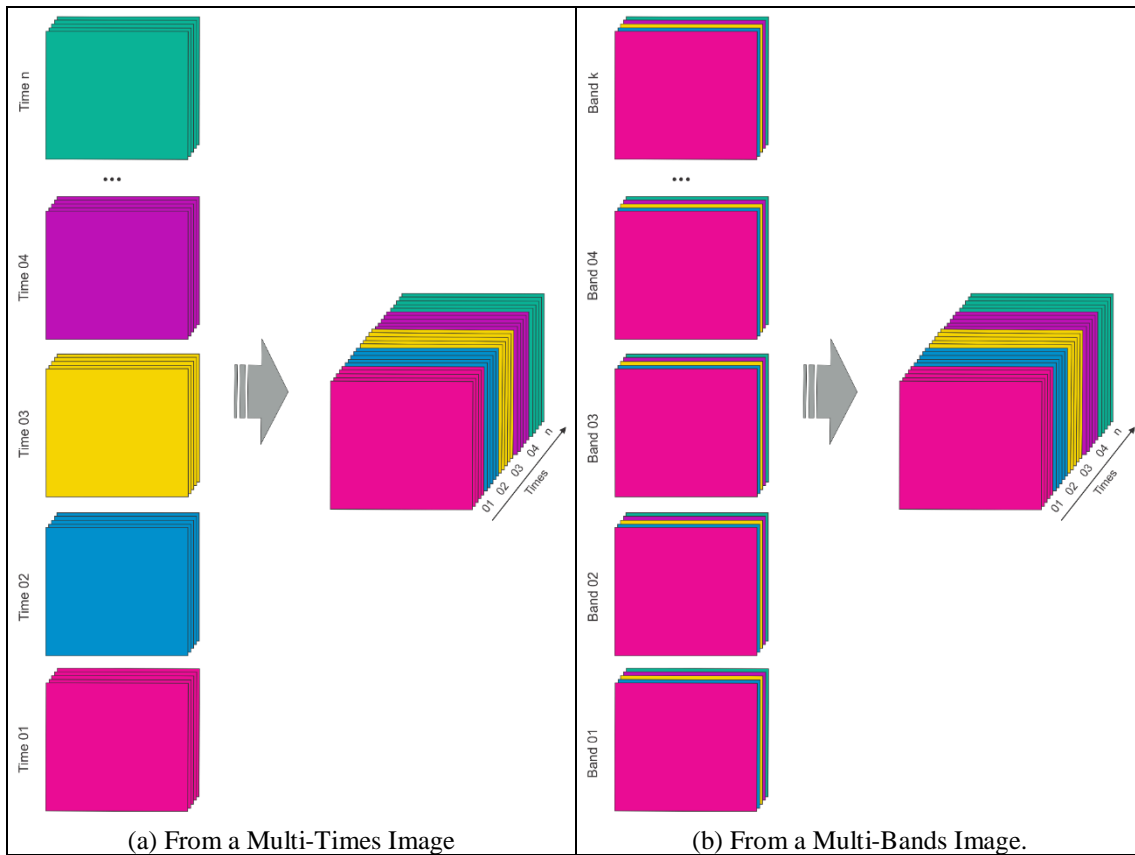 Time n
...
Time 04
Time 03
Time 02
Time 01
01
02
03
04
n
Times
(a) From a Multi-Times Image
Band k
...
Band 04
Band 03
Band 02
Band 01
01
02
03
04
n
Times
(b) From a Multi-Bands Image.